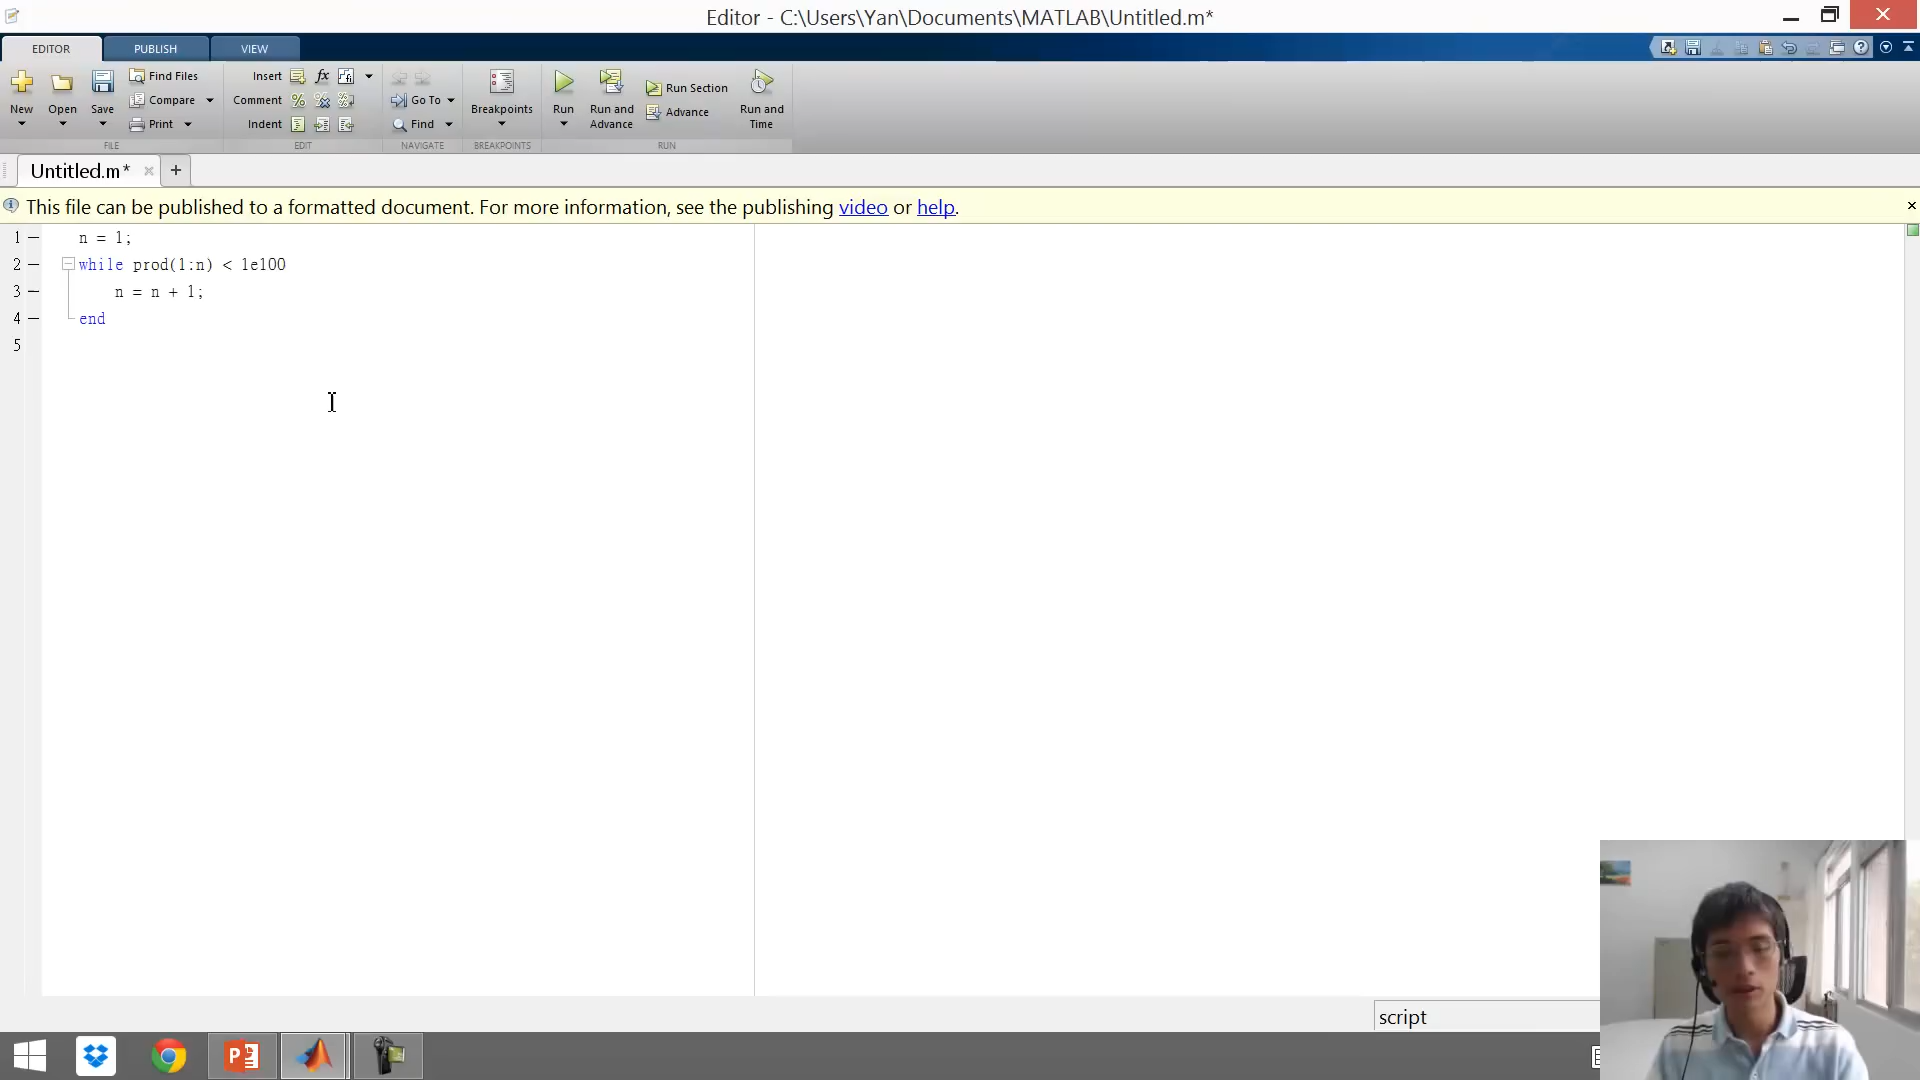 Editor - C:\Users\Yan\Documents\MATLAB\Untitled.m*
EDITOR PUBLISH VIEW
New Open Save Find Files Compare Print FILE
Insert fx Comment Indent EDIT
Go To Find NAVIGATE
Breakpoints BREAKPOINTS
Run Run and Advance Run Section Advance Run and Time RUN
Untitled.m* × +
This file can be published to a formatted document. For more information, see the publishing video or help.
1 n = 1;
2 while prod(1:n) < 1e100
3 n = n + 1;
4 end
5
script